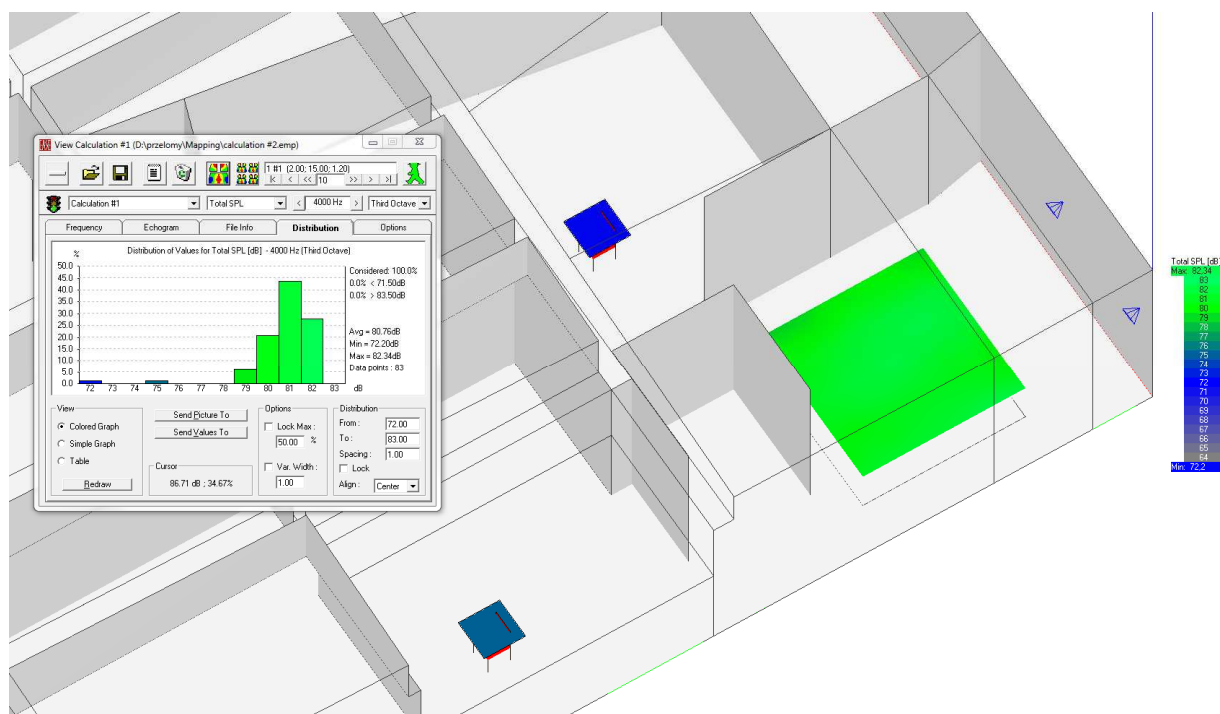 View Calculation #1 (D:\przelomy\Mapping\calculation #2.emp)
1 #1 (2.00; 15.00; 1.20)
|< < << 10 >> > >|
Calculation #1 Total SPL < 4000 Hz > Third Octave
Frequency Echogram File Info Distribution Options
Distribution of Values for Total SPL [dB] - 4000 Hz (Third Octave)
%
50.0
45.0
40.0
35.0
30.0
25.0
20.0
15.0
10.0
5.0
0.0
72 73 74 75 76 77 78 79 80 81 82 83 dB
Considered: 100.0%
0.0% < 71.50dB
0.0% > 83.50dB
Avg = 80.76dB
Min = 72.20dB
Max = 82.34dB
Data points : 83
View
Colored Graph
Simple Graph
Table
Redraw
Send Picture To
Send Values To
Cursor
86.71 dB ; 34.67%
Options
Lock Max :
50.00 %
Var. Width :
1.00
Distribution
From : 72.00
To : 83.00
Spacing : 1.00
Lock
Align : Center
Total SPL [dB]
Max: 82.34
83
82
81
80
79
78
77
76
75
74
73
72
71
70
69
68
67
66
65
64
Min: 72.2